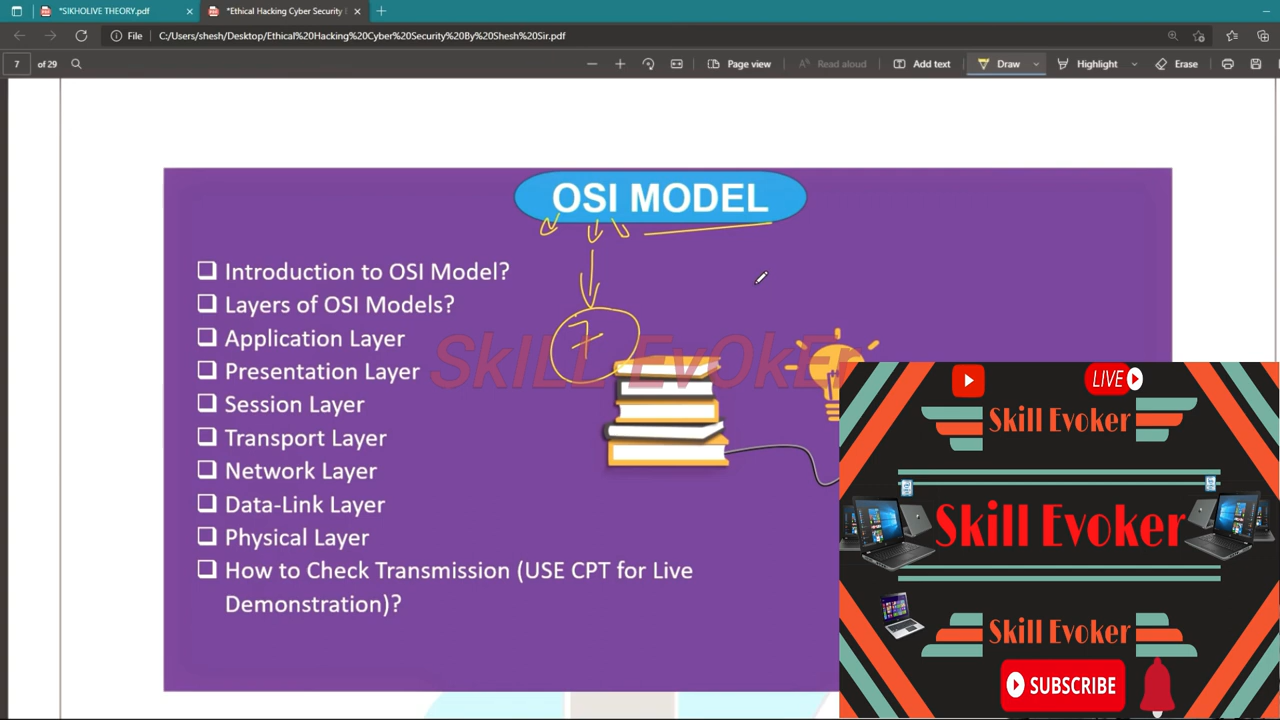 *SIKHOLIVE THEORY.pdf
*Ethical Hacking Cyber Security
File C:/Users/shesh/Desktop/Ethical%20Hacking%20Cyber%20Security%20By%20Shesh%20Sir.pdf
7 of 29 Page view Read aloud Add text Draw Highlight Erase
OSI MODEL
Introduction to OSI Model?
Layers of OSI Models?
7
Application Layer
SkILL EvOkER
Presentation Layer
Session Layer
Transport Layer
Network Layer
Data-Link Layer
Physical Layer
How to Check Transmission (USE CPT for Live
Demonstration)?
LIVE
Skill Evoker
Skill Evoker
Skill Evoker
SUBSCRIBE